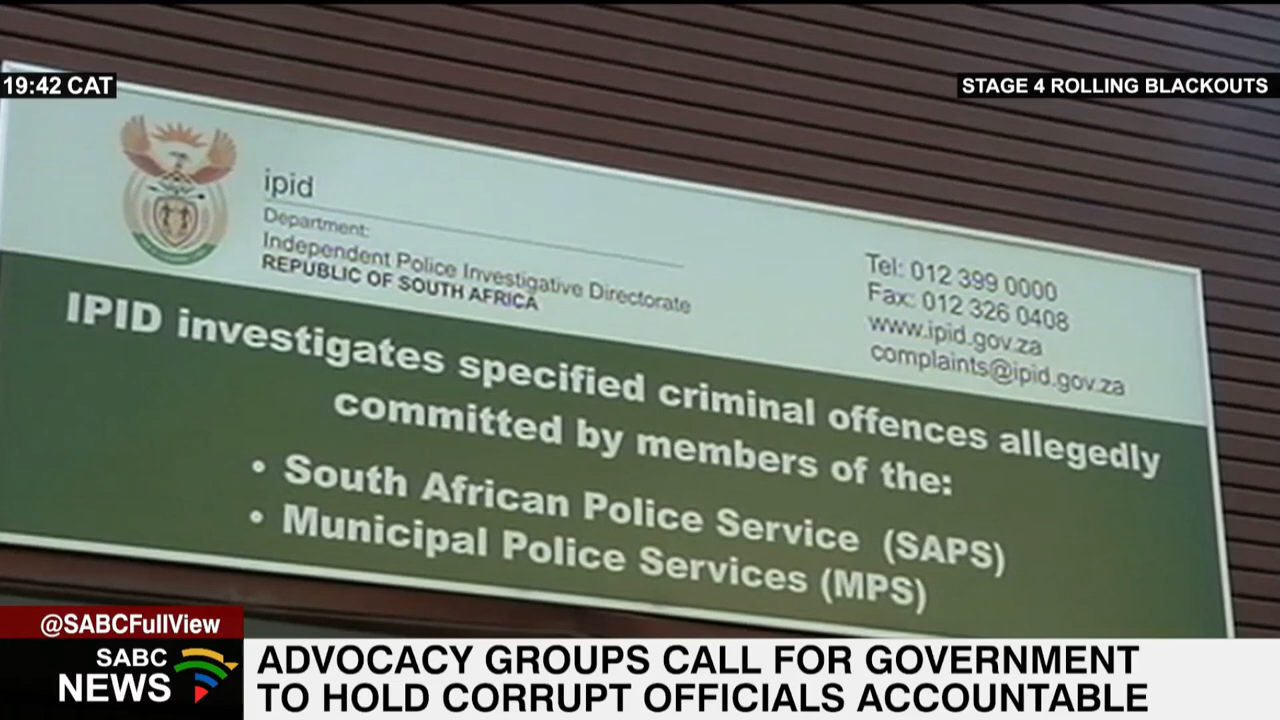 19:42 CAT
STAGE 4 ROLLING BLACKOUTS
ipid
Department:
Independent Police Investigative Directorate
REPUBLIC OF SOUTH AFRICA
Tel: 012 399 0000
Fax: 012 326 0408
www.ipid.gov.za
complaints@ipid.gov.za
IPID investigates specified criminal offences allegedly
committed by members of the:
• South African Police Service (SAPS)
• Municipal Police Services (MPS)
@SABCFullView
SABC
NEWS
ADVOCACY GROUPS CALL FOR GOVERNMENT
TO HOLD CORRUPT OFFICIALS ACCOUNTABLE